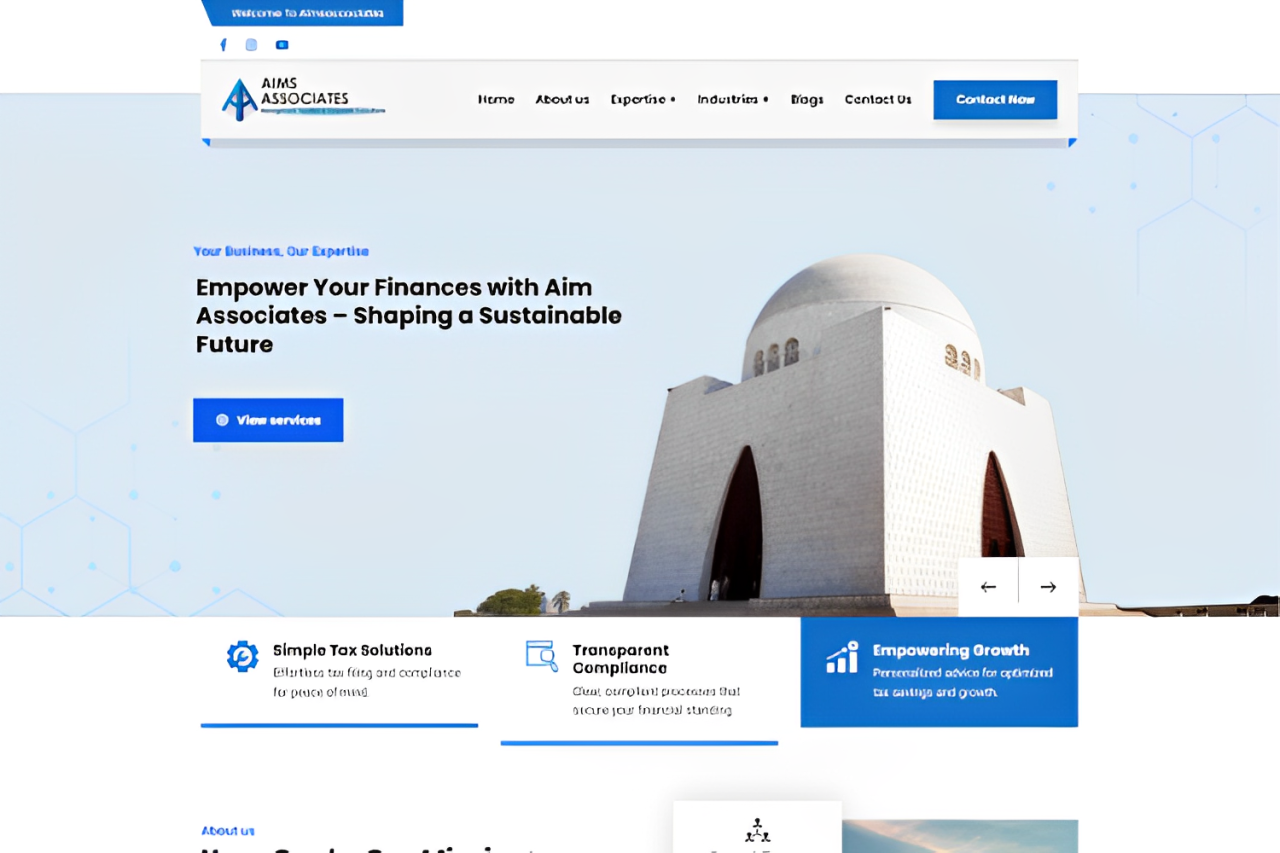 Welcome To Aimsassociates
AIMS
ASSOCIATES
Home About us Expertise Industries Blogs Contact Us Contact Now
Your Business, Our Expertise
Empower Your Finances with Aim
Associates – Shaping a Sustainable
Future
View services
Simple Tax Solutions
Effortless tax filing and compliance
for peace of mind.
Transparent
Compliance
Clear, compliant processes that
secure your financial standing.
Empowering Growth
Personalized advice for optimized
tax savings and growth.
About us